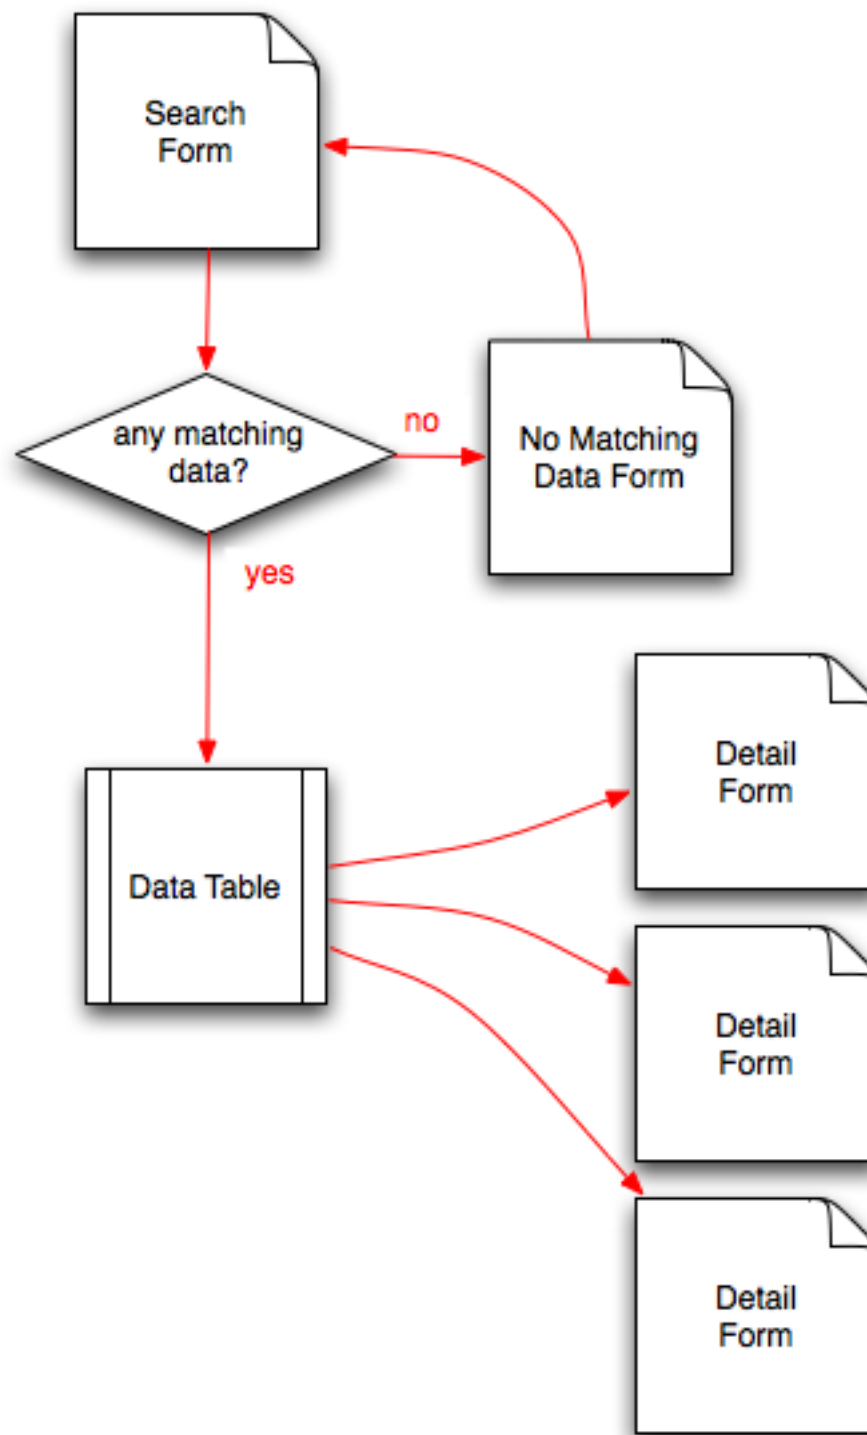 Search
Form
any matching
data?
no
No Matching
Data Form
yes
Detail
Form
Data Table
Detail
Form
Detail
Form